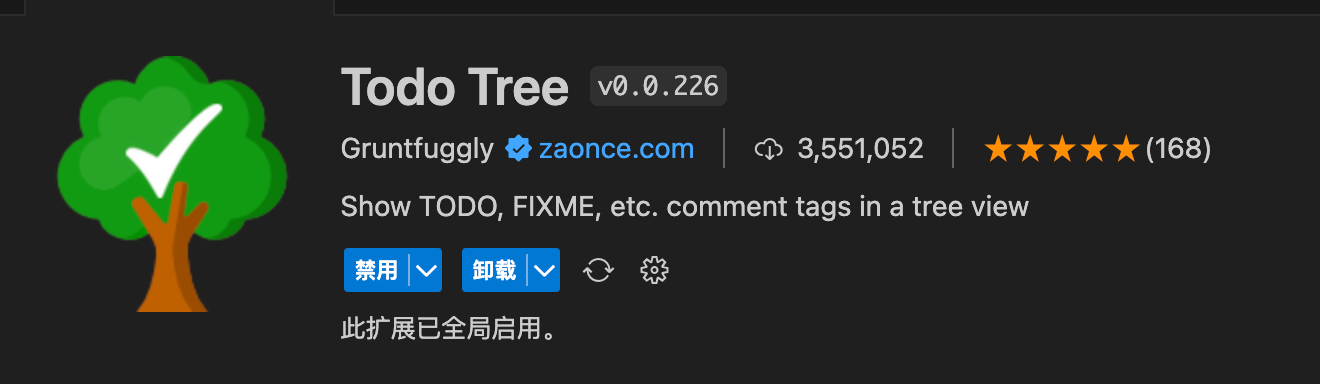 Todo Tree v0.0.226
Gruntfuggly zaonce.com 3,551,052 (168)
Show TODO, FIXME, etc. comment tags in a tree view
禁用 卸载
此扩展已全局启用。